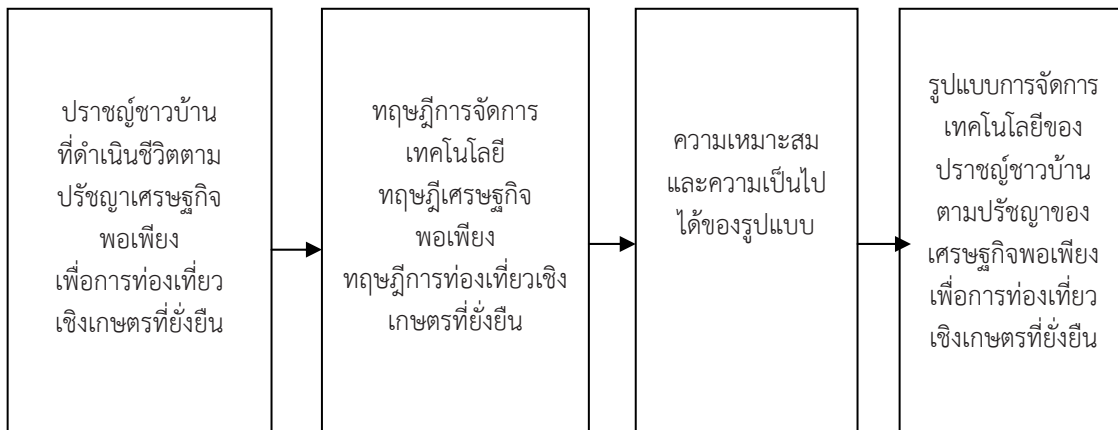 ปราชญ์ชาวบ้าน
ที่ดำเนินชีวิตตาม
ปรัชญาเศรษฐกิจ
พอเพียง
เพื่อการท่องเที่ยว
เชิงเกษตรที่ยั่งยืน
ทฤษฎีการจัดการ
เทคโนโลยี
ทฤษฎีเศรษฐกิจ
พอเพียง
ทฤษฎีการท่องเที่ยวเชิง
เกษตรที่ยั่งยืน
ความเหมาะสม
และความเป็นไป
ได้ของรูปแบบ
รูปแบบการจัดการ
เทคโนโลยีของ
ปราชญ์ชาวบ้าน
ตามปรัชญาของ
เศรษฐกิจพอเพียง
เพื่อการท่องเที่ยว
เชิงเกษตรที่ยั่งยืน